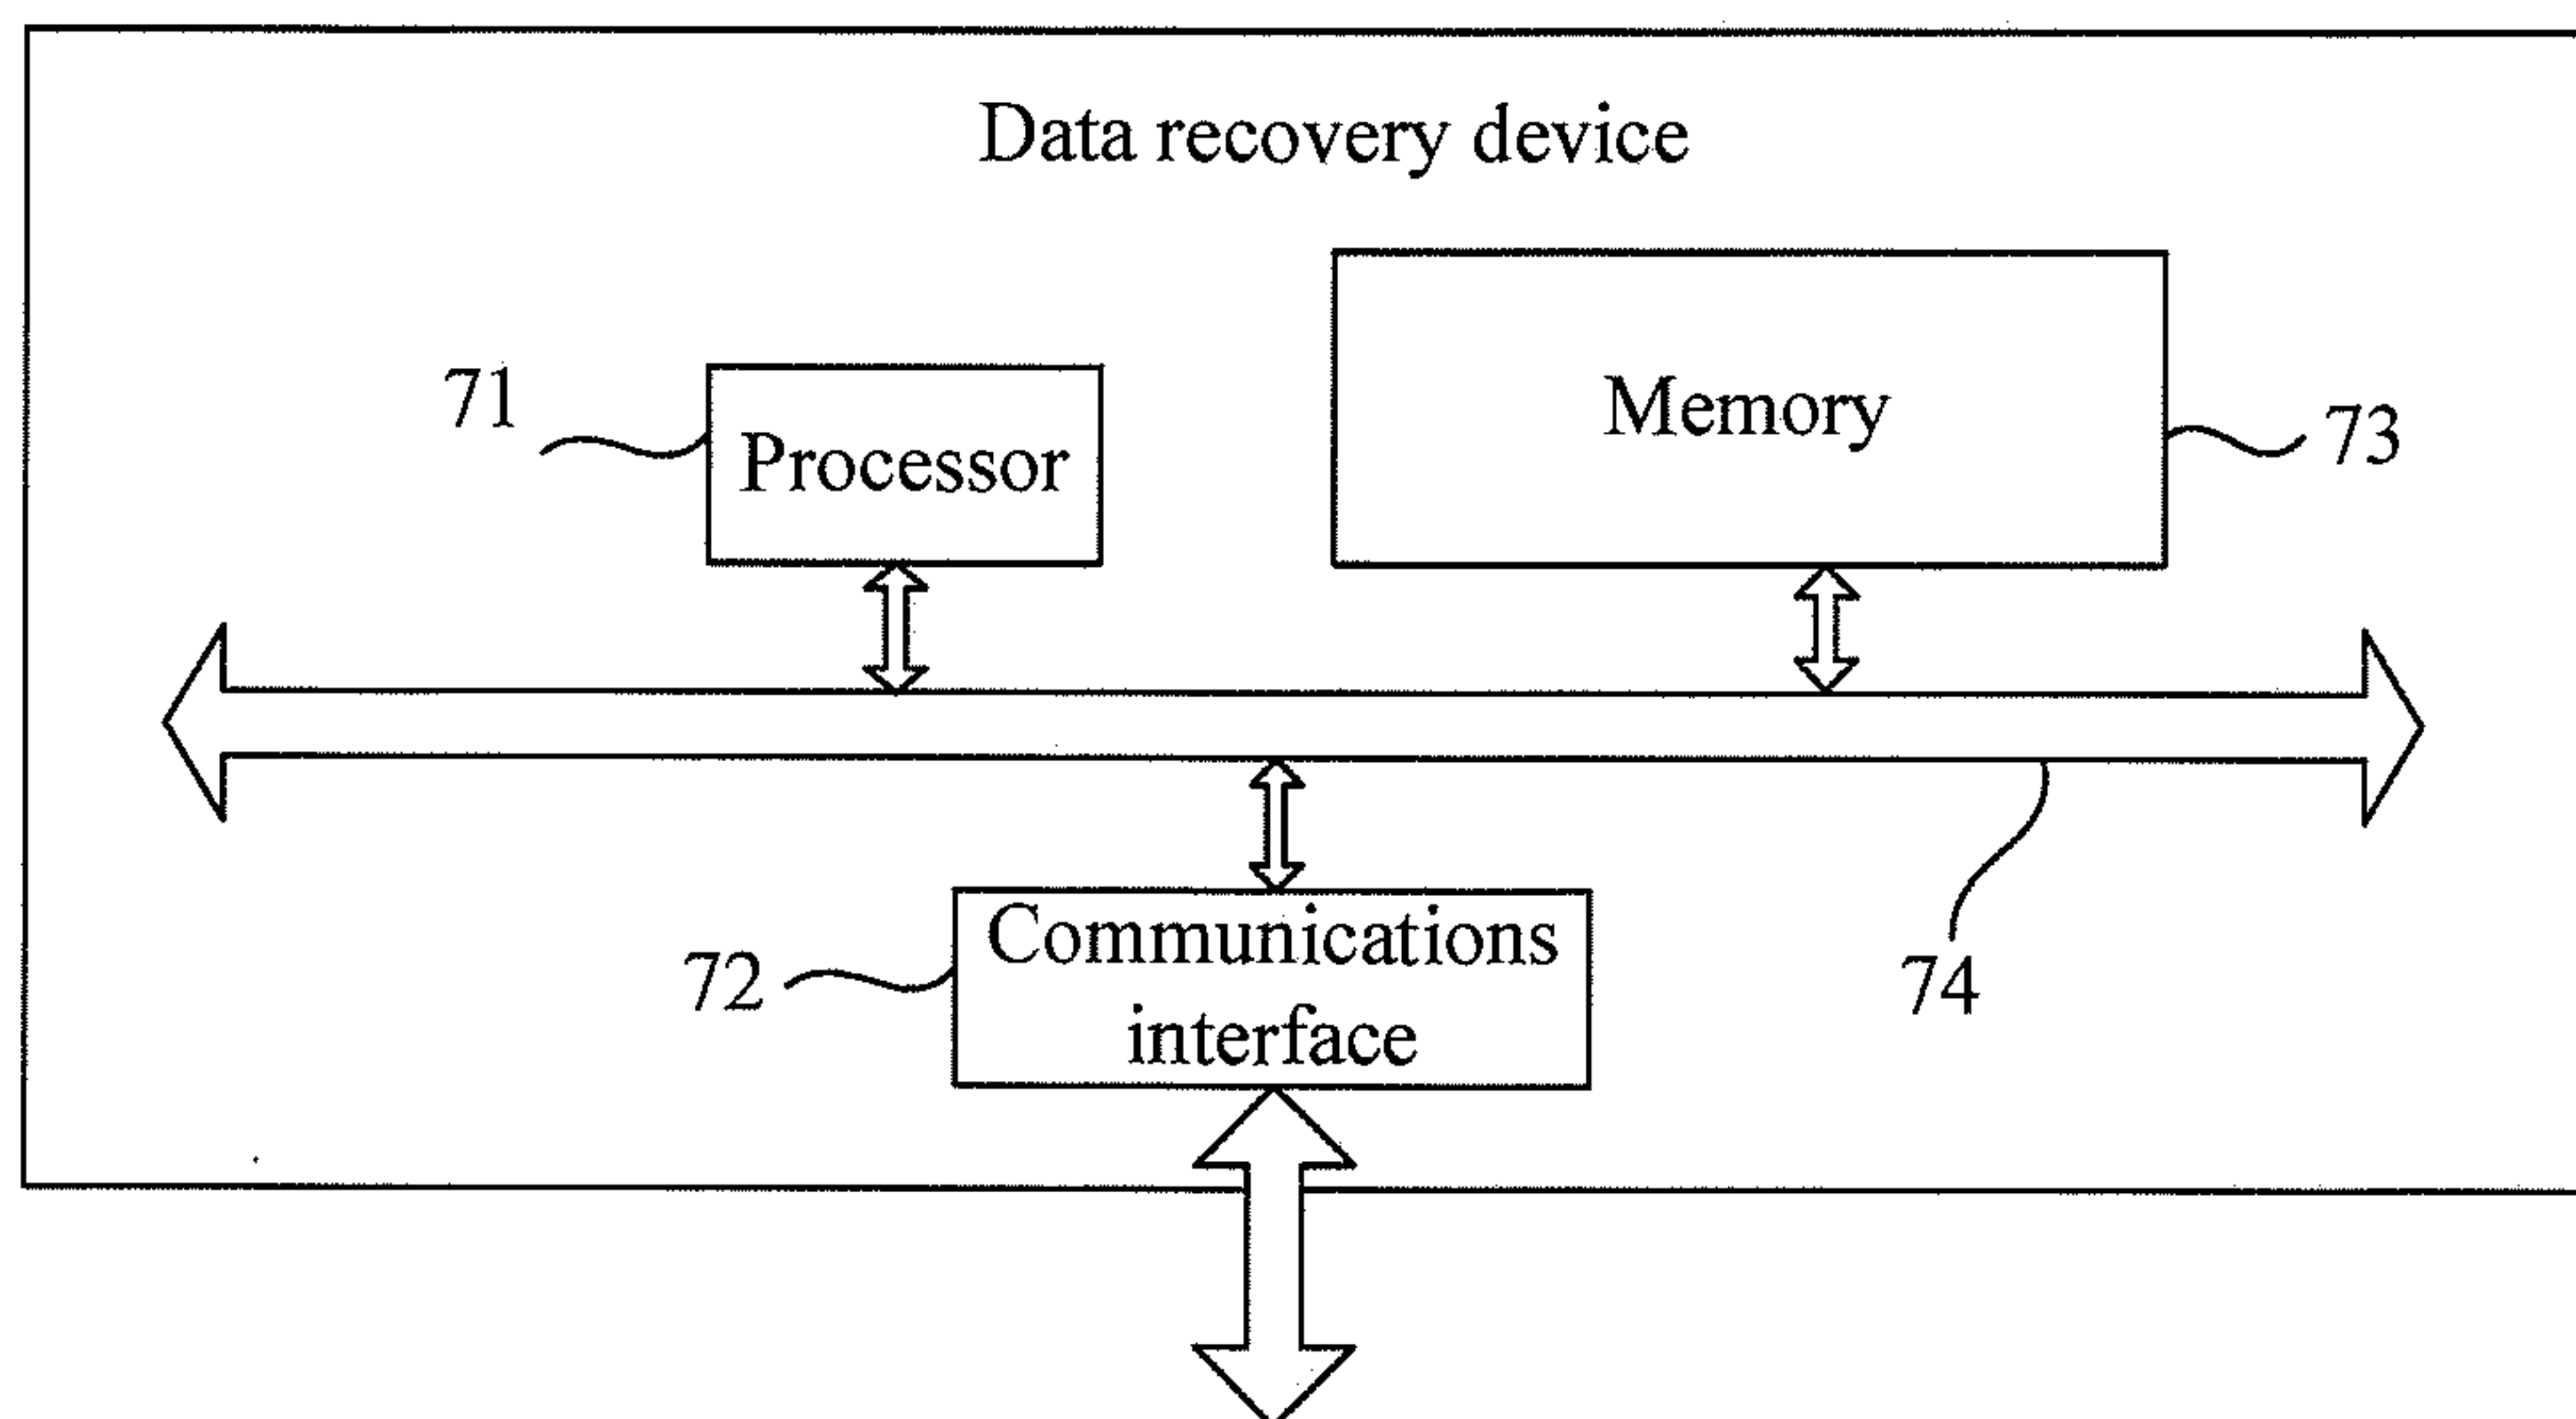 Data recovery device
71
Processor
Memory
73
Communications
interface
72
74